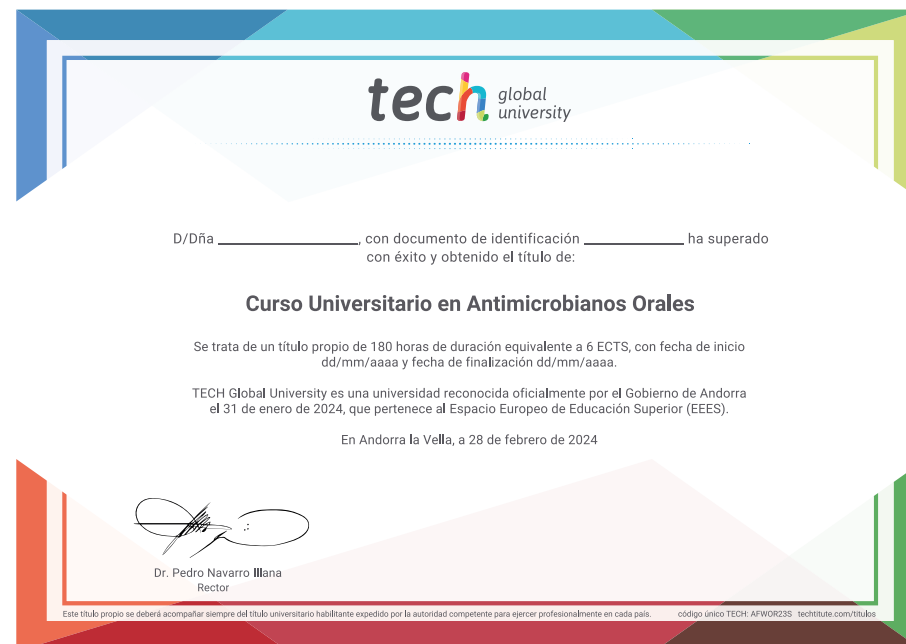 tech global university
D/Dña ____________________, con documento de identificación ______________ ha superado
con éxito y obtenido el título de:
Curso Universitario en Antimicrobianos Orales
Se trata de un título propio de 180 horas de duración equivalente a 6 ECTS, con fecha de inicio
dd/mm/aaaa y fecha de finalización dd/mm/aaaa.
TECH Global University es una universidad reconocida oficialmente por el Gobierno de Andorra
el 31 de enero de 2024, que pertenece al Espacio Europeo de Educación Superior (EEES).
En Andorra la Vella, a 28 de febrero de 2024
Dr. Pedro Navarro Illana
Rector
Este título propio se deberá acompañar siempre del título universitario habilitante expedido por la autoridad competente para ejercer profesionalmente en cada país. código único TECH: AFWOR23S techtitute.com/titulos